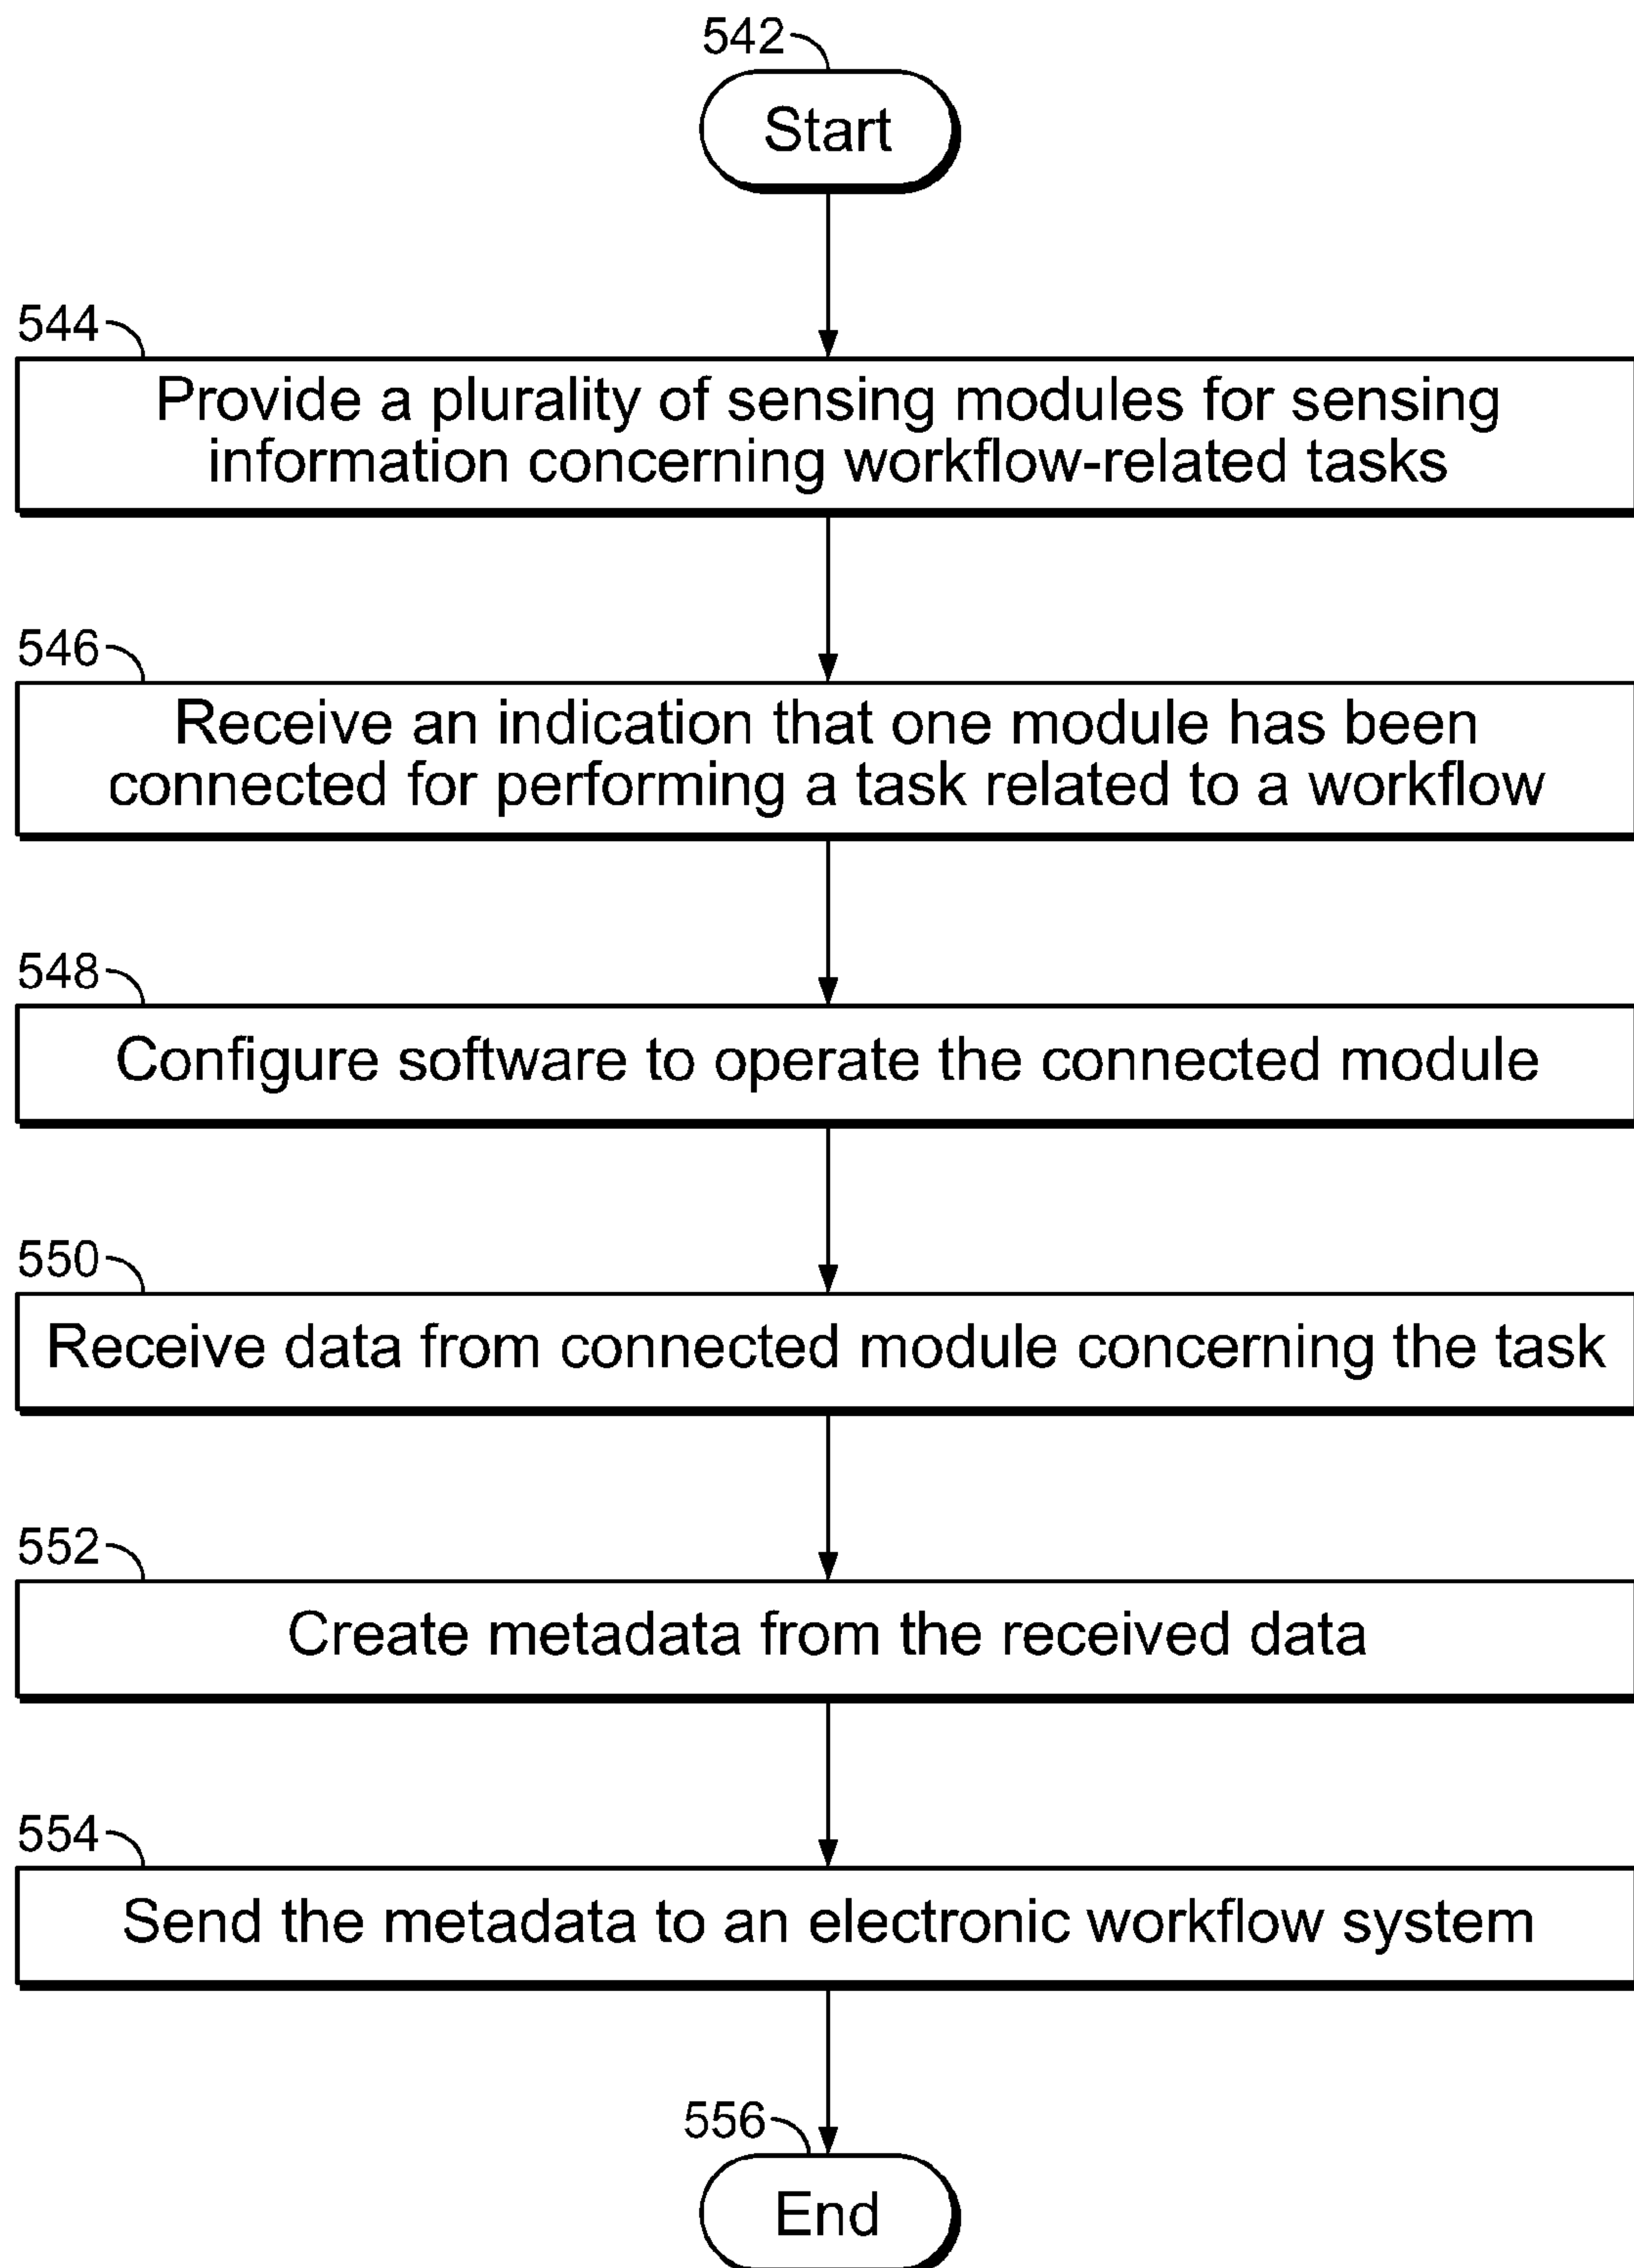 542
Start
544
Provide a plurality of sensing modules for sensing
information concerning workflow-related tasks
546
Receive an indication that one module has been
connected for performing a task related to a workflow
548
Configure software to operate the connected module
550
Receive data from connected module concerning the task
552
Create metadata from the received data
554
Send the metadata to an electronic workflow system
556
End